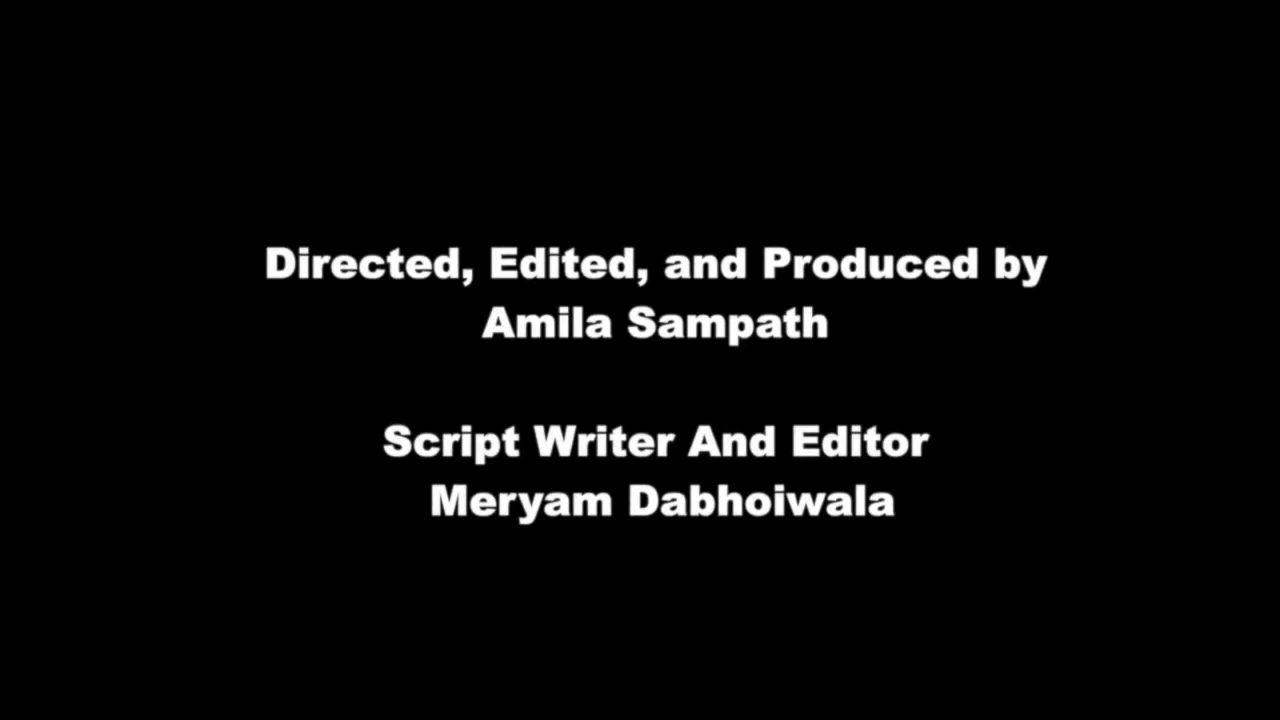 Directed, Edited, and Produced by
Amila Sampath
Script Writer And Editor
Meryam Dabhoiwala